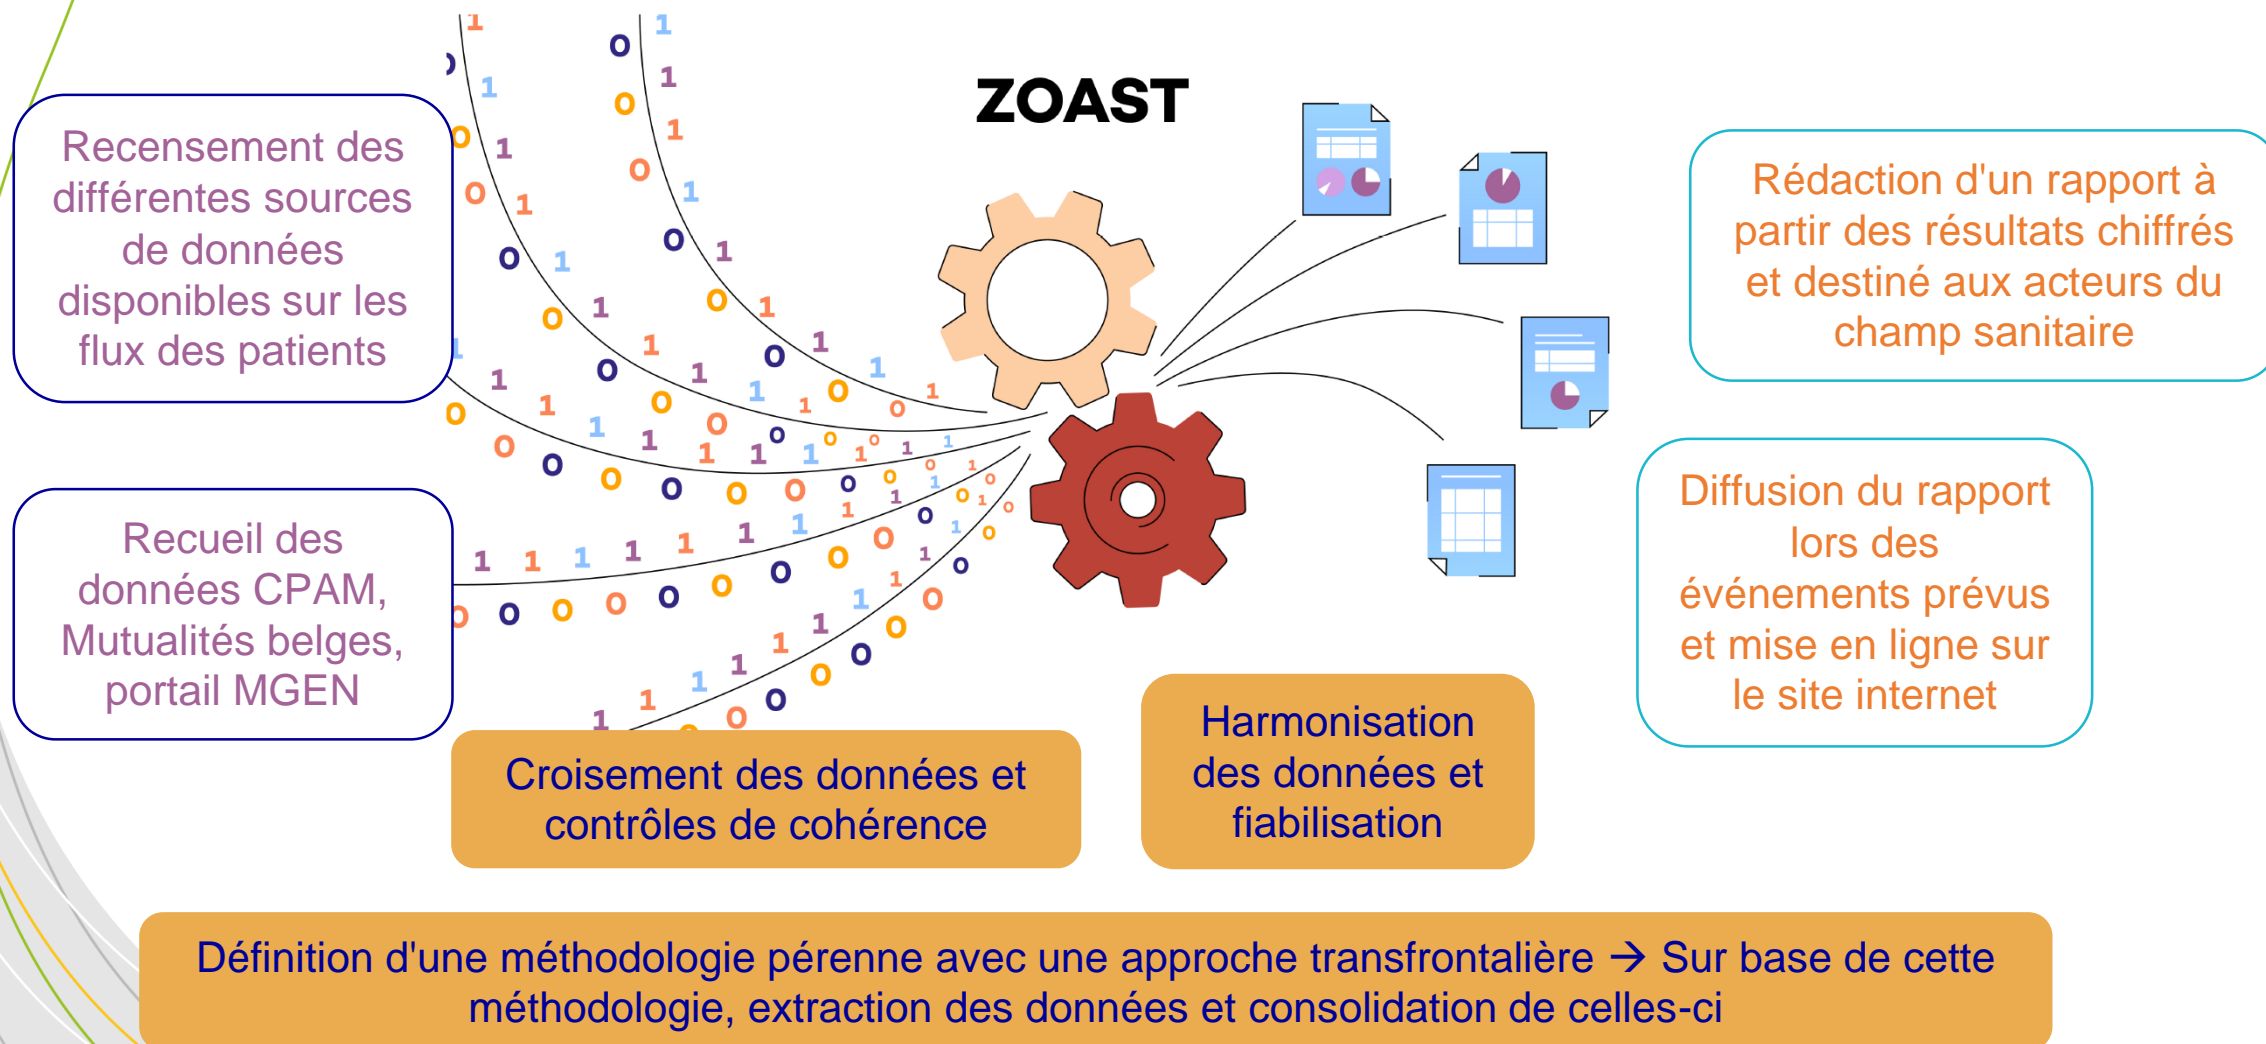 ZOAST
Recensement des
différentes sources
de données
disponibles sur les
flux des patients
Recueil des
données CPAM,
Mutualités belges,
portail MGEN
Croisement des données et
contrôles de cohérence
Harmonisation
des données et
fiabilisation
Rédaction d'un rapport à
partir des résultats chiffrés
et destiné aux acteurs du
champ sanitaire
Diffusion du rapport
lors des
événements prévus
et mise en ligne sur
le site internet
Définition d'une méthodologie pérenne avec une approche transfrontalière → Sur base de cette
méthodologie, extraction des données et consolidation de celles-ci